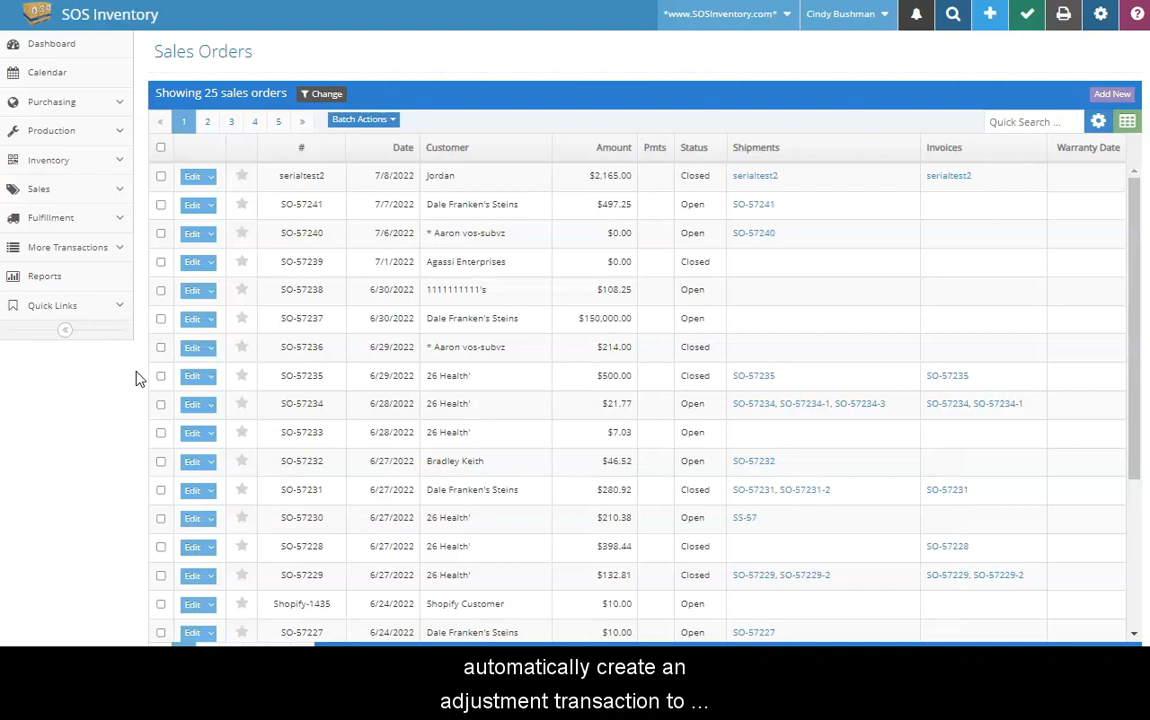 SOS Inventory *www.SOSInventory.com* Cindy Bushman
Dashboard
Calendar
Purchasing
Production
Inventory
Sales
Fulfillment
More Transactions
Reports
Quick Links
Sales Orders
Showing 25 sales orders Change Add New
« 1 2 3 4 5 » Batch Actions Quick Search ...
# Date Customer Amount Pmts Status Shipments Invoices Warranty Date
Edit serialtest2 7/8/2022 Jordan $2,165.00 Closed serialtest2 serialtest2
Edit SO-57241 7/7/2022 Dale Franken's Steins $497.25 Open SO-57241
Edit SO-57240 7/6/2022 * Aaron vos-subvz $0.00 Open SO-57240
Edit SO-57239 7/1/2022 Agassi Enterprises $0.00 Closed
Edit SO-57238 6/30/2022 1111111111's $108.25 Open
Edit SO-57237 6/30/2022 Dale Franken's Steins $150,000.00 Open
Edit SO-57236 6/29/2022 * Aaron vos-subvz $214.00 Closed
Edit SO-57235 6/29/2022 26 Health' $500.00 Closed SO-57235 SO-57235
Edit SO-57234 6/28/2022 26 Health' $21.77 Open SO-57234, SO-57234-1, SO-57234-3 SO-57234, SO-57234-1
Edit SO-57233 6/28/2022 26 Health' $7.03 Open
Edit SO-57232 6/27/2022 Bradley Keith $46.52 Open SO-57232
Edit SO-57231 6/27/2022 Dale Franken's Steins $280.92 Closed SO-57231, SO-57231-2 SO-57231
Edit SO-57230 6/27/2022 26 Health' $210.38 Open SS-57
Edit SO-57228 6/27/2022 26 Health' $398.44 Closed SO-57228
Edit SO-57229 6/27/2022 26 Health' $132.81 Closed SO-57229, SO-57229-2 SO-57229, SO-57229-2
Edit Shopify-1435 6/24/2022 Shopify Customer $10.00 Open
Edit SO-57227 6/24/2022 Dale Franken's Steins $10.00 Open SO-57227
automatically create an
adjustment transaction to ...